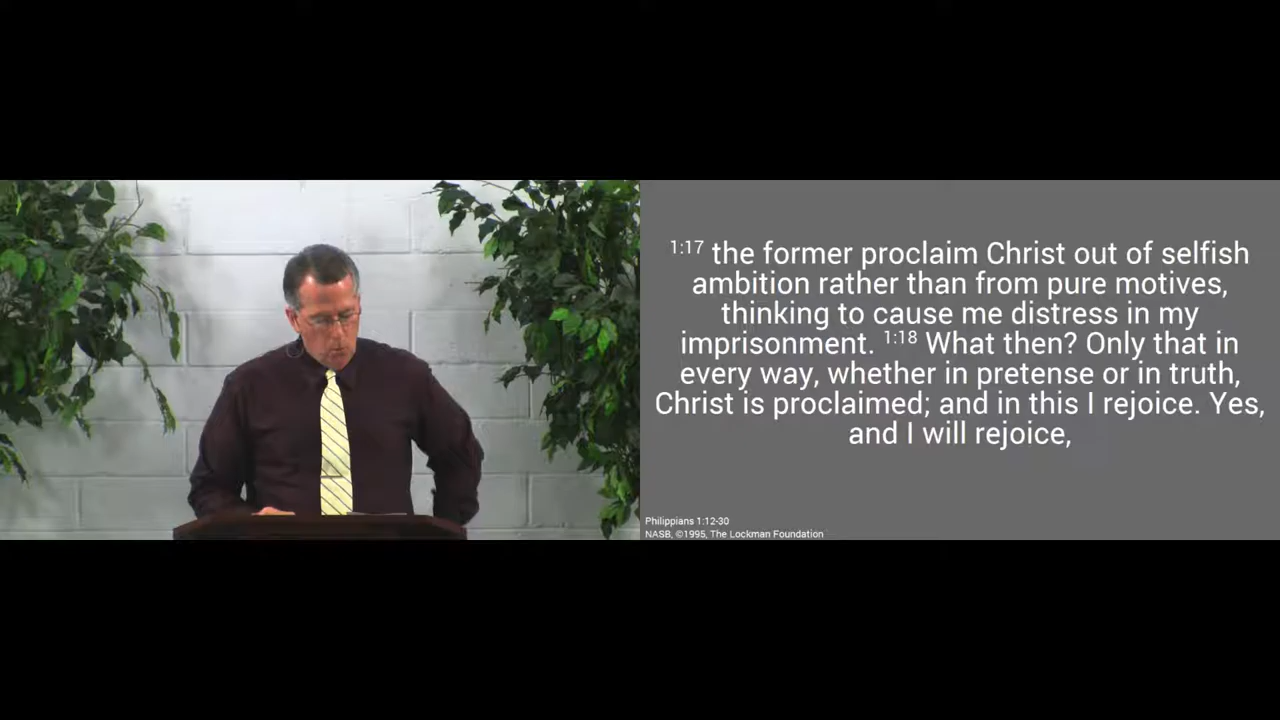 1:17 the former proclaim Christ out of selfish
ambition rather than from pure motives,
thinking to cause me distress in my
imprisonment. 1:18 What then? Only that in
every way, whether in pretense or in truth,
Christ is proclaimed; and in this I rejoice. Yes,
and I will rejoice,
Philippians 1:12-30
NASB, ©1995, The Lockman Foundation